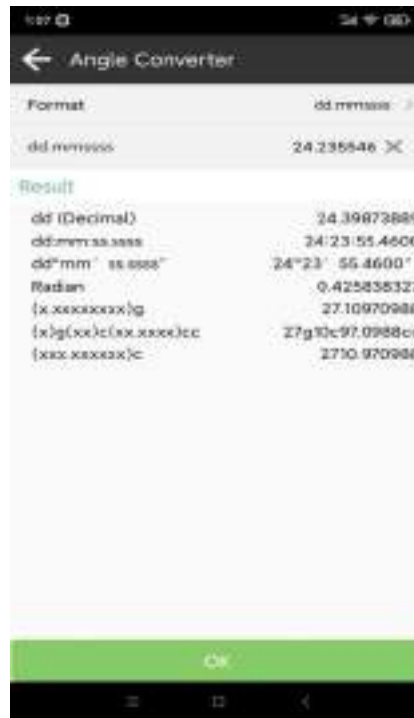 Angle Converter
Format dd.mmssss
dd.mmssss 24.235546
Result
dd (Decimal) 24.39873889
dd:mm:ss.ssss 24:23:55.4600
dd°mm′ ss.ssss″ 24°23′ 55.4600″
Radian 0.425838327
(x.xxxxxxxx)g 27.10970988
(x)g(xx)c(xx.xxxx)cc 27g10c97.0988cc
(xxx.xxxxxx)c 2710.970988
OK